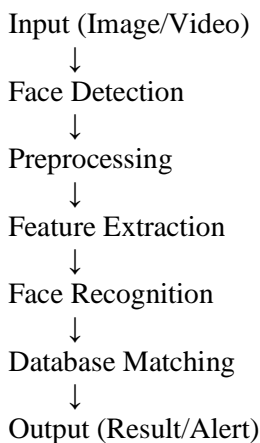 Input (Image/Video)
↓
Face Detection
↓
Preprocessing
↓
Feature Extraction
↓
Face Recognition
↓
Database Matching
↓
Output (Result/Alert)